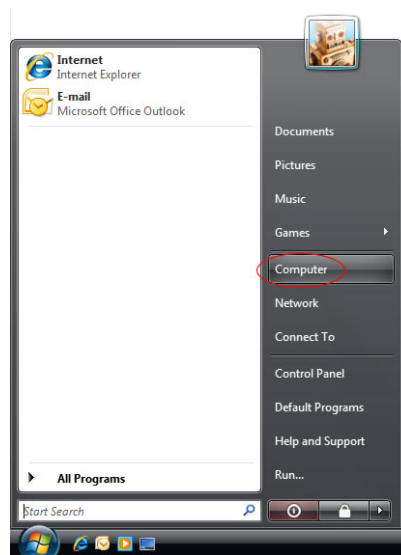 Internet
Internet Explorer
E-mail
Microsoft Office Outlook
All Programs
Start Search
Documents
Pictures
Music
Games
Computer
Network
Connect To
Control Panel
Default Programs
Help and Support
Run...